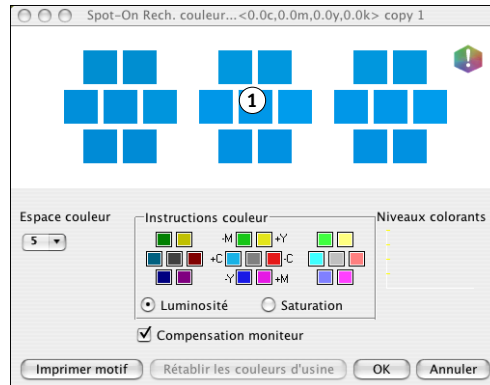 Spot-On Rech. couleur...<0.0c,0.0m,0.0y,0.0k> copy 1
1
Espace couleur
Instructions couleur
Niveaux colorants
5
-M +Y
+C -C
-Y +M
Luminosité Saturation
Compensation moniteur
Imprimer motif Rétablir les couleurs d'usine OK Annuler